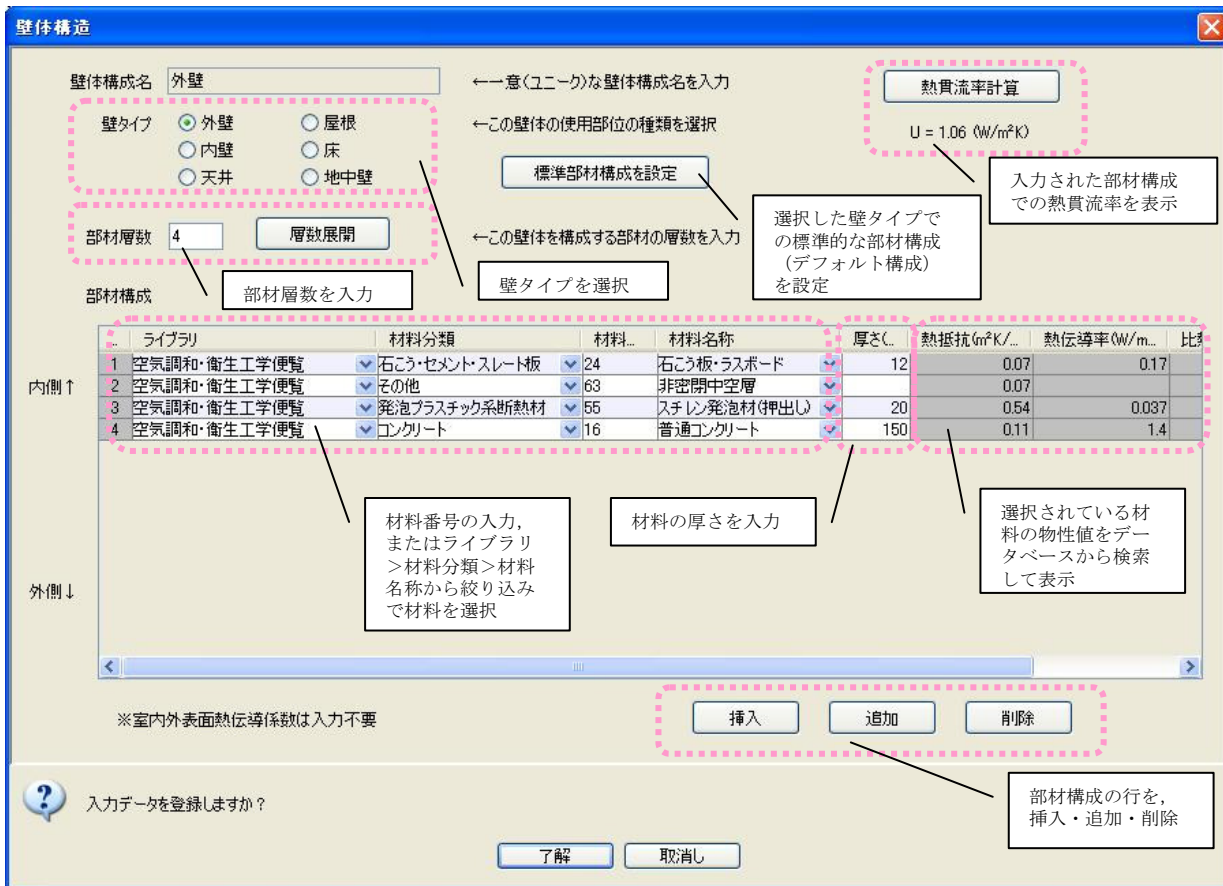 壁体構造
壁体構成名 外壁 ←一意(ユニーク)な壁体構成名を入力
熱貫流率計算
U = 1.06 (W/m²K)
壁タイプ 外壁 屋根 ←この壁体の使用部位の種類を選択
内壁 床
天井 地中壁
標準部材構成を設定
入力された部材構成
での熱貫流率を表示
選択した壁タイプで
の標準的な部材構成
(デフォルト構成)
を設定
部材層数 4 層数展開 ←この壁体を構成する部材の層数を入力
部材層数を入力
壁タイプを選択
部材構成
... ライブラリ 材料分類 材料... 材料名称 厚さ(... 熱抵抗(m²K/... 熱伝導率(W/m... 比熱
1 空気調和・衛生工学便覧 石こう・セメント・スレート板 24 石こう板・ラスボード 12 0.07 0.17
2 空気調和・衛生工学便覧 その他 63 非密閉中空層 0.07
3 空気調和・衛生工学便覧 発泡プラスチック系断熱材 55 スチレン発泡材(押出し) 20 0.54 0.037
4 空気調和・衛生工学便覧 コンクリート 16 普通コンクリート 150 0.11 1.4
内側↑
外側↓
材料番号の入力,
またはライブラリ
>材料分類>材料
名称から絞り込み
で材料を選択
材料の厚さを入力
選択されている材
料の物性値をデー
タベースから検索
して表示
※室内外表面熱伝導係数は入力不要
挿入 追加 削除
部材構成の行を,
挿入・追加・削除
入力データを登録しますか?
了解 取消し